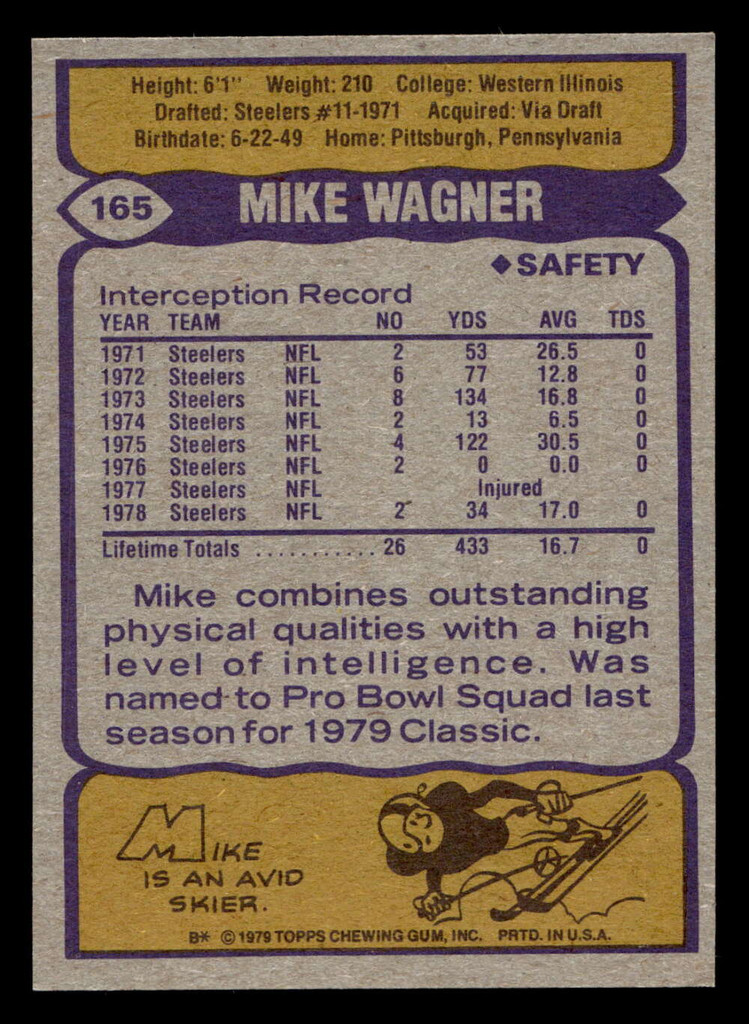 Height: 6'1" Weight: 210 College: Western Illinois
Drafted: Steelers #11-1971 Acquired: Via Draft
Birthdate: 6-22-49 Home: Pittsburgh, Pennsylvania
165 MIKE WAGNER
◆SAFETY
Interception Record
YEAR TEAM NO YDS AVG TDS
1971 Steelers NFL 2 53 26.5 0
1972 Steelers NFL 6 77 12.8 0
1973 Steelers NFL 8 134 16.8 0
1974 Steelers NFL 2 13 6.5 0
1975 Steelers NFL 4 122 30.5 0
1976 Steelers NFL 2 0 0.0 0
1977 Steelers NFL Injured
1978 Steelers NFL 2 34 17.0 0
Lifetime Totals ........... 26 433 16.7 0
Mike combines outstanding
physical qualities with a high
level of intelligence. Was
named to Pro Bowl Squad last
season for 1979 Classic.
MIKE
IS AN AVID
SKIER.
B* © 1979 TOPPS CHEWING GUM, INC. PRTD. IN U.S.A.